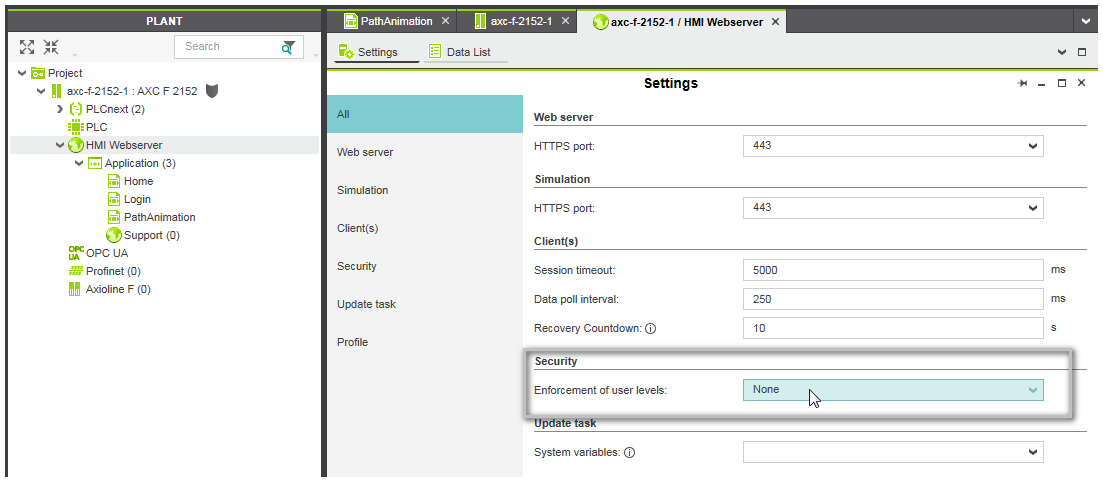 PLANT
Search
Project
axc-f-2152-1 : AXC F 2152
PLCnext (2)
PLC
HMI Webserver
Application (3)
Home
Login
PathAnimation
Support (0)
OPC UA OPC UA
Profinet (0)
Axioline F (0)
PathAnimation axc-f-2152-1 axc-f-2152-1 / HMI Webserver
Settings Data List
Settings
All
Web server
Simulation
Client(s)
Security
Update task
Profile
Web server
HTTPS port: 443
Simulation
HTTPS port: 443
Client(s)
Session timeout: 5000 ms
Data poll interval: 250 ms
Recovery Countdown: 10 s
Security
Enforcement of user levels: None
Update task
System variables: